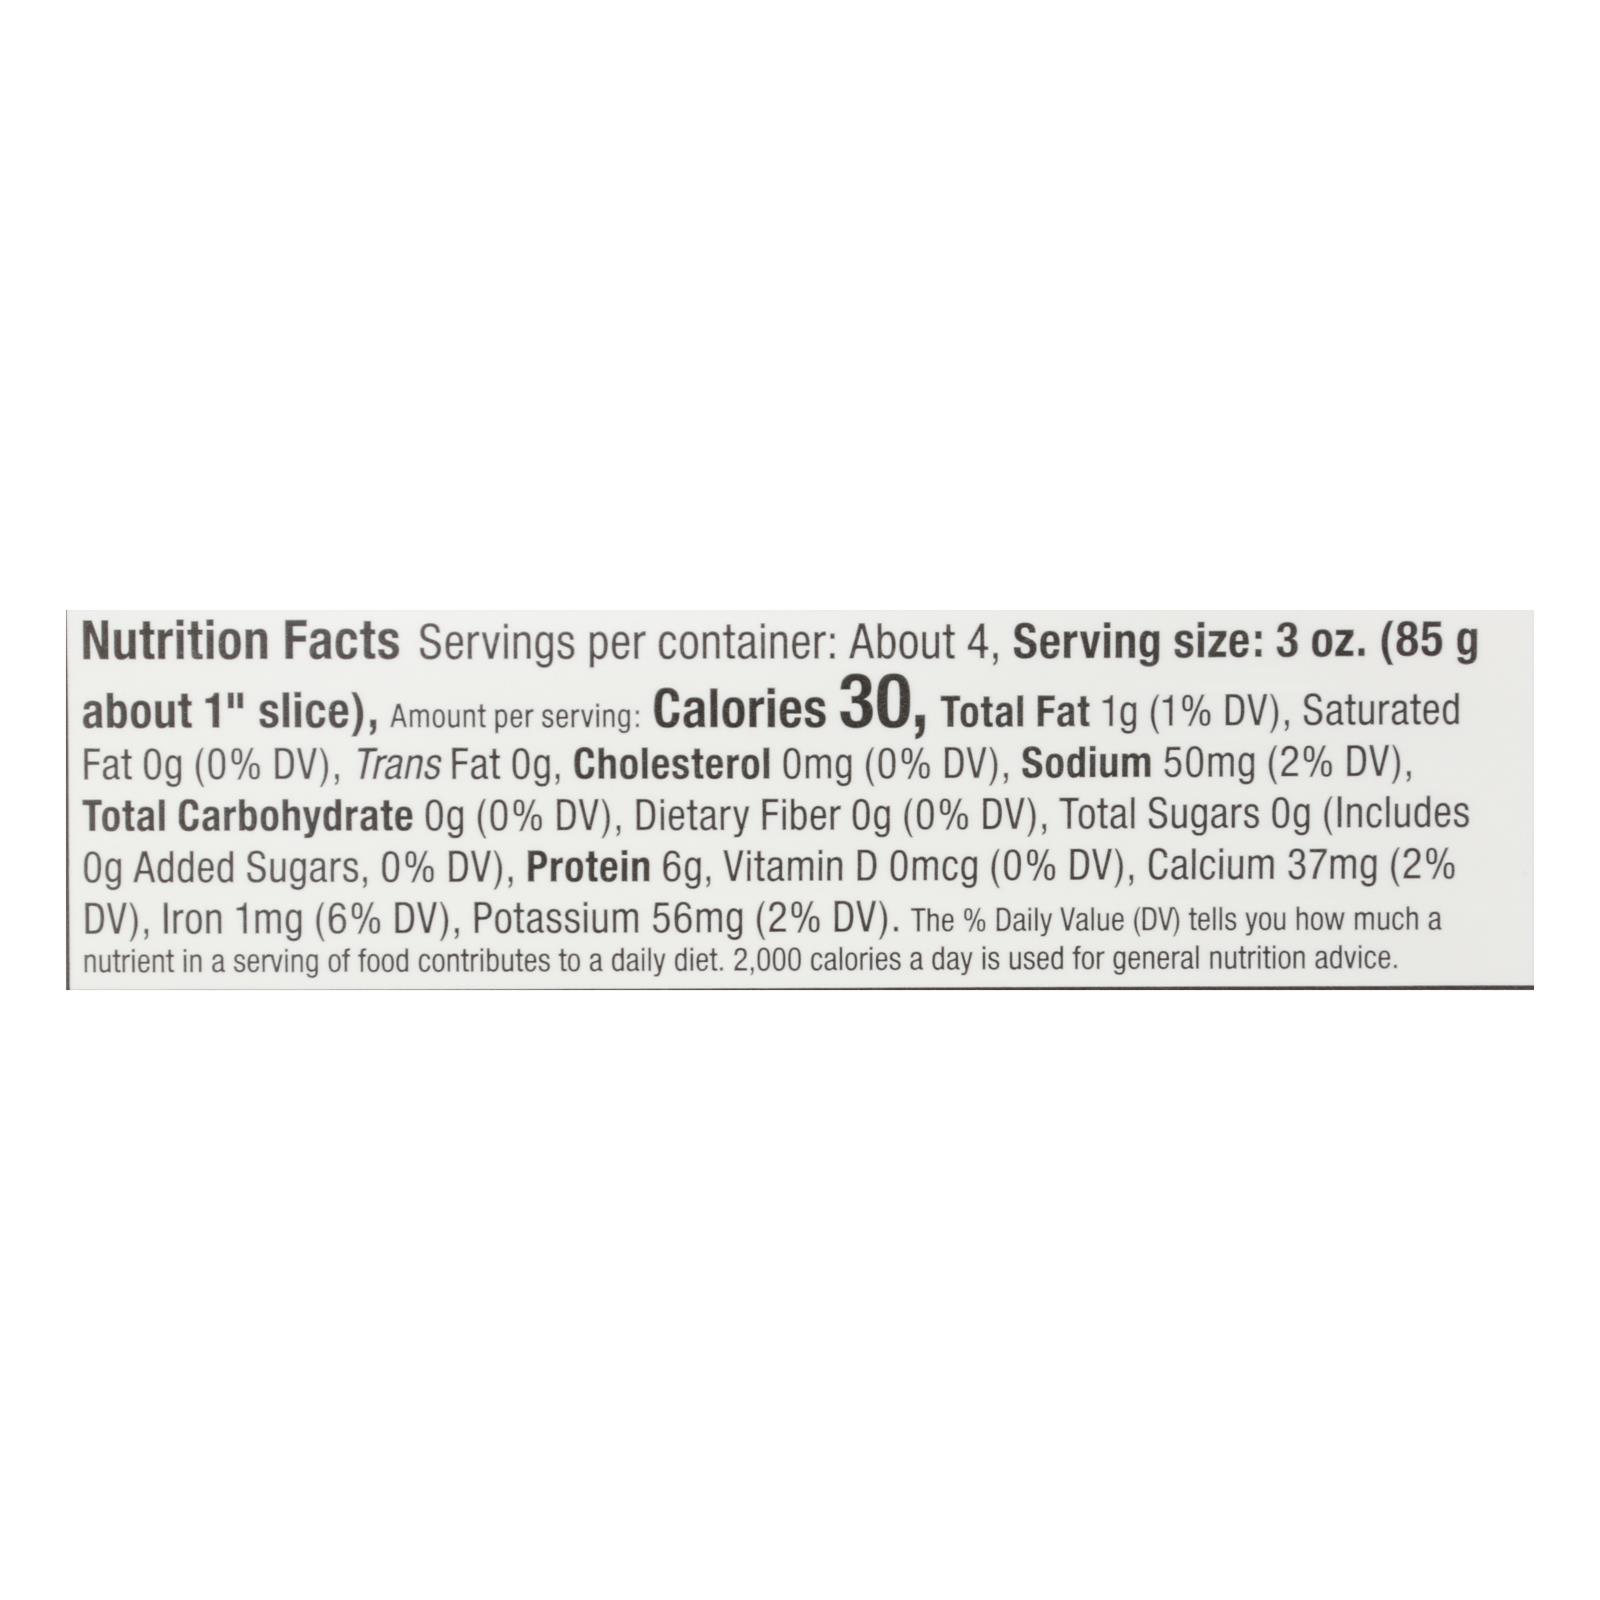 Nutrition Facts Servings per container: About 4, Serving size: 3 oz. (85 g
about 1" slice), Amount per serving: Calories 30, Total Fat 1g (1% DV), Saturated
Fat 0g (0% DV), Trans Fat 0g, Cholesterol 0mg (0% DV), Sodium 50mg (2% DV),
Total Carbohydrate 0g (0% DV), Dietary Fiber 0g (0% DV), Total Sugars 0g (Includes
0g Added Sugars, 0% DV), Protein 6g, Vitamin D 0mcg (0% DV), Calcium 37mg (2%
DV), Iron 1mg (6% DV), Potassium 56mg (2% DV). The % Daily Value (DV) tells you how much a
nutrient in a serving of food contributes to a daily diet. 2,000 calories a day is used for general nutrition advice.